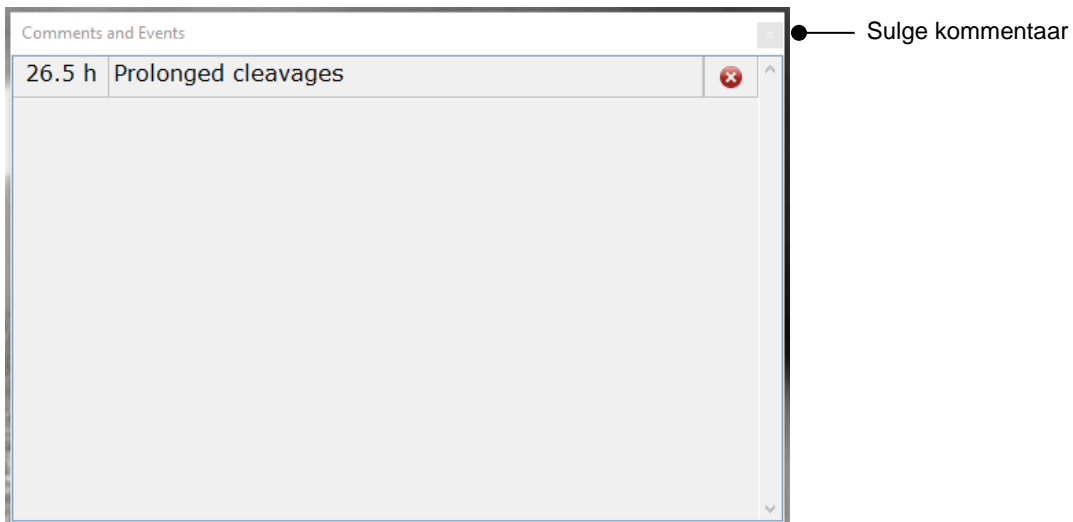 Comments and Events
Sulge kommentaar
26.5 h Prolonged cleavages